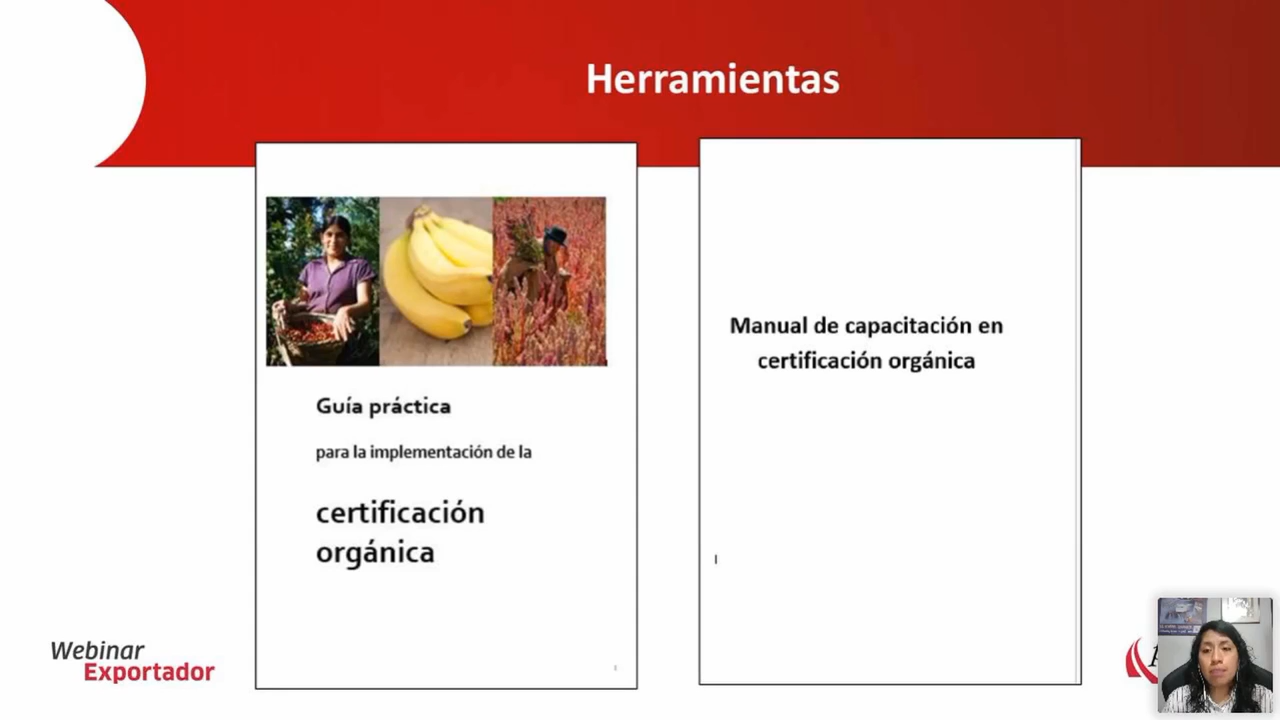 Herramientas
Guía práctica
para la implementación de la
certificación
orgánica
Manual de capacitación en
certificación orgánica
Webinar
Exportador